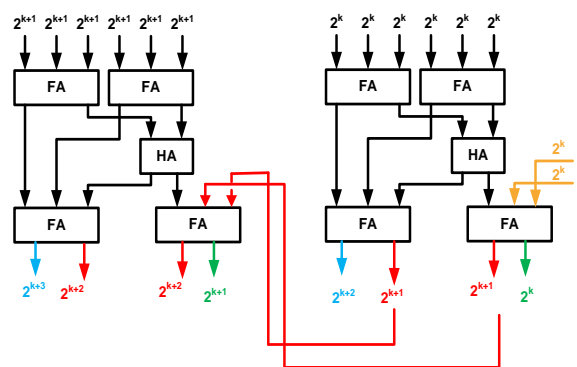 2^{k+1} 2^{k+1} 2^{k+1} 2^{k+1} 2^{k+1} 2^{k+1} 2^k 2^k 2^k 2^k 2^k 2^k
FA FA FA FA
HA HA
2^k
2^k
FA FA FA FA
2^{k+3} 2^{k+2} 2^{k+2} 2^{k+1} 2^{k+2} 2^{k+1} 2^{k+1} 2^k